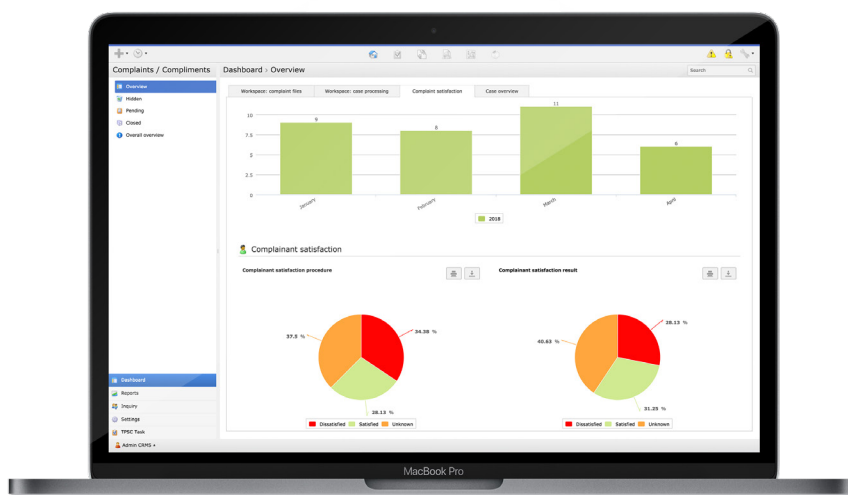 Complaints / Compliments
Dashboard › Overview
Search
Overview
Hidden
Pending
Closed
Overall overview
Workspace: complaint files
Workspace: case processing
Complaint satisfaction
Case overview
10
7.5
5
2.5
0
9
8
11
6
January
February
March
April
2018
Complainant satisfaction
Complainant satisfaction procedure
Complainant satisfaction result
37.5 %
34.38 %
28.13 %
Dissatisfied Satisfied Unknown
40.63 %
28.13 %
31.25 %
Dissatisfied Satisfied Unknown
Dashboard
Reports
Inquiry
Settings
TPSC Task
Admin CRMS
MacBook Pro